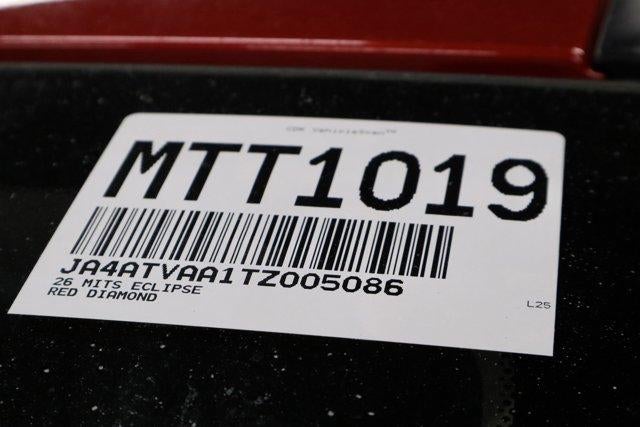 CDK VehicleScan™
MTT1019
JA4ATVAA1TZ005086
26 MITS ECLIPSE
RED DIAMOND
L25